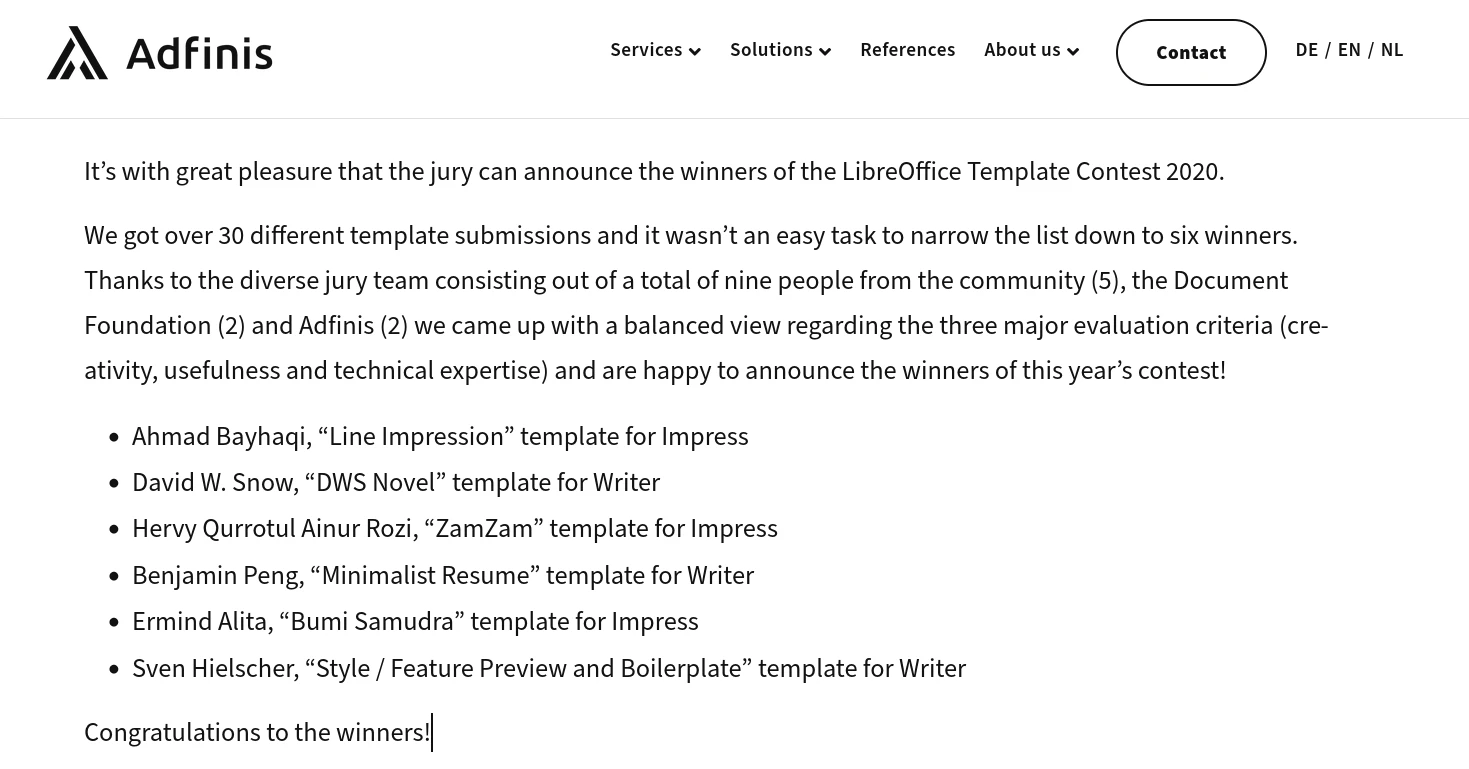 Adfinis
Services
Solutions
References
About us
Contact
DE / EN / NL
It’s with great pleasure that the jury can announce the winners of the LibreOffice Template Contest 2020.
We got over 30 different template submissions and it wasn’t an easy task to narrow the list down to six winners.
Thanks to the diverse jury team consisting out of a total of nine people from the community (5), the Document
Foundation (2) and Adfinis (2) we came up with a balanced view regarding the three major evaluation criteria (cre-
ativity, usefulness and technical expertise) and are happy to announce the winners of this year’s contest!
• Ahmad Bayhaqi, “Line Impression” template for Impress
• David W. Snow, “DWS Novel” template for Writer
• Hervy Qurrotul Ainur Rozi, “ZamZam” template for Impress
• Benjamin Peng, “Minimalist Resume” template for Writer
• Ermind Alita, “Bumi Samudra” template for Impress
• Sven Hielscher, “Style / Feature Preview and Boilerplate” template for Writer
Congratulations to the winners!